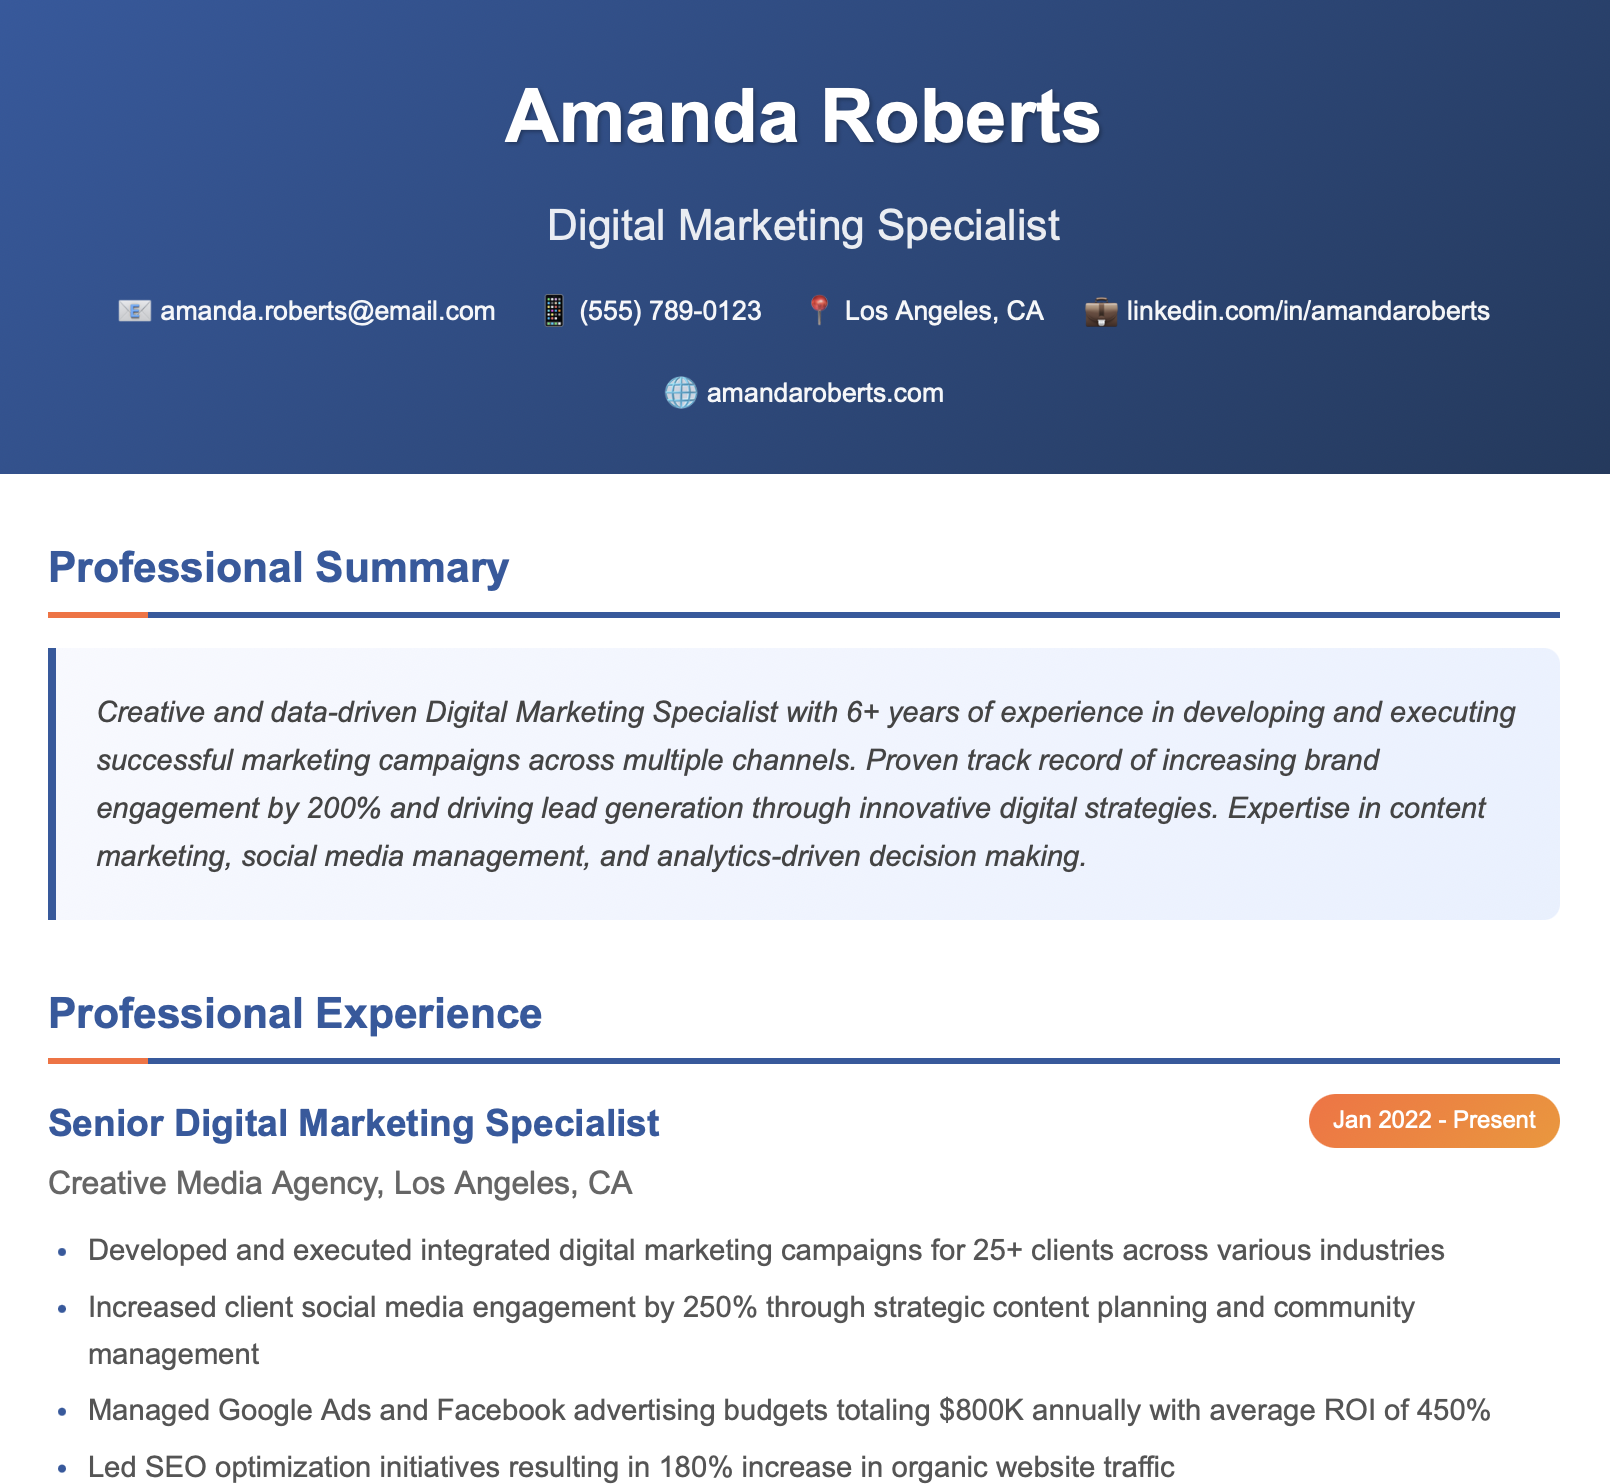 Amanda Roberts
Digital Marketing Specialist
📧 amanda.roberts@email.com 📱 (555) 789-0123 📍 Los Angeles, CA 💼 linkedin.com/in/amandaroberts
🌐 amandaroberts.com
Professional Summary
Creative and data-driven Digital Marketing Specialist with 6+ years of experience in developing and executing
successful marketing campaigns across multiple channels. Proven track record of increasing brand
engagement by 200% and driving lead generation through innovative digital strategies. Expertise in content
marketing, social media management, and analytics-driven decision making.
Professional Experience
Senior Digital Marketing Specialist Jan 2022 - Present
Creative Media Agency, Los Angeles, CA
• Developed and executed integrated digital marketing campaigns for 25+ clients across various industries
• Increased client social media engagement by 250% through strategic content planning and community
management
• Managed Google Ads and Facebook advertising budgets totaling $800K annually with average ROI of 450%
• Led SEO optimization initiatives resulting in 180% increase in organic website traffic